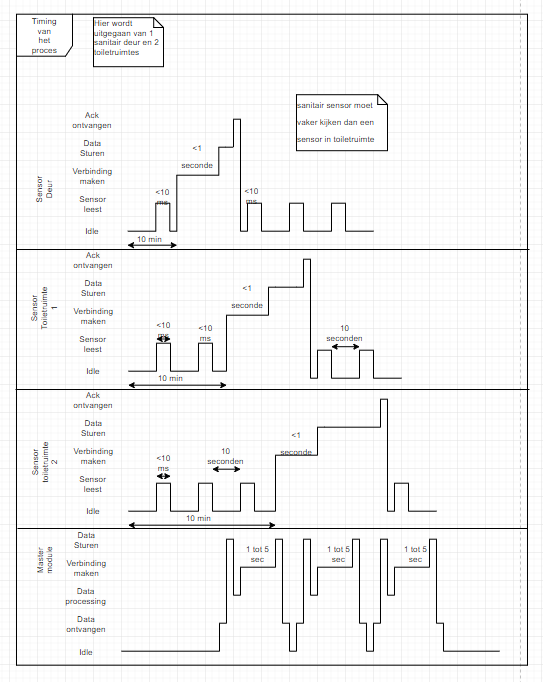 Timing
van
het
proces
Hier wordt
uitgegaan van 1
sanitair deur en 2
toiletruimtes
sanitair sensor moet
vaker kijken dan een
sensor in toiletruimte
Sensor
Deur
Ack
ontvangen
Data
Sturen
Verbinding
maken
Sensor
leest
Idle
<10
ms
<1
seconde
<10
ms
10 min
Sensor
Toiletruimte
1
Ack
ontvangen
Data
Sturen
Verbinding
maken
Sensor
leest
Idle
<10
ms
<10
ms
<1
seconde
10
seconden
10 min
Sensor
toiletruimte
2
Ack
ontvangen
Data
Sturen
Verbinding
maken
Sensor
leest
Idle
<10
ms
10
seconden
<1
seconde
10 min
Master
module
Data
Sturen
Verbinding
maken
Data
processing
Data
ontvangen
Idle
1 tot 5
sec
1 tot 5
sec
1 tot 5
sec